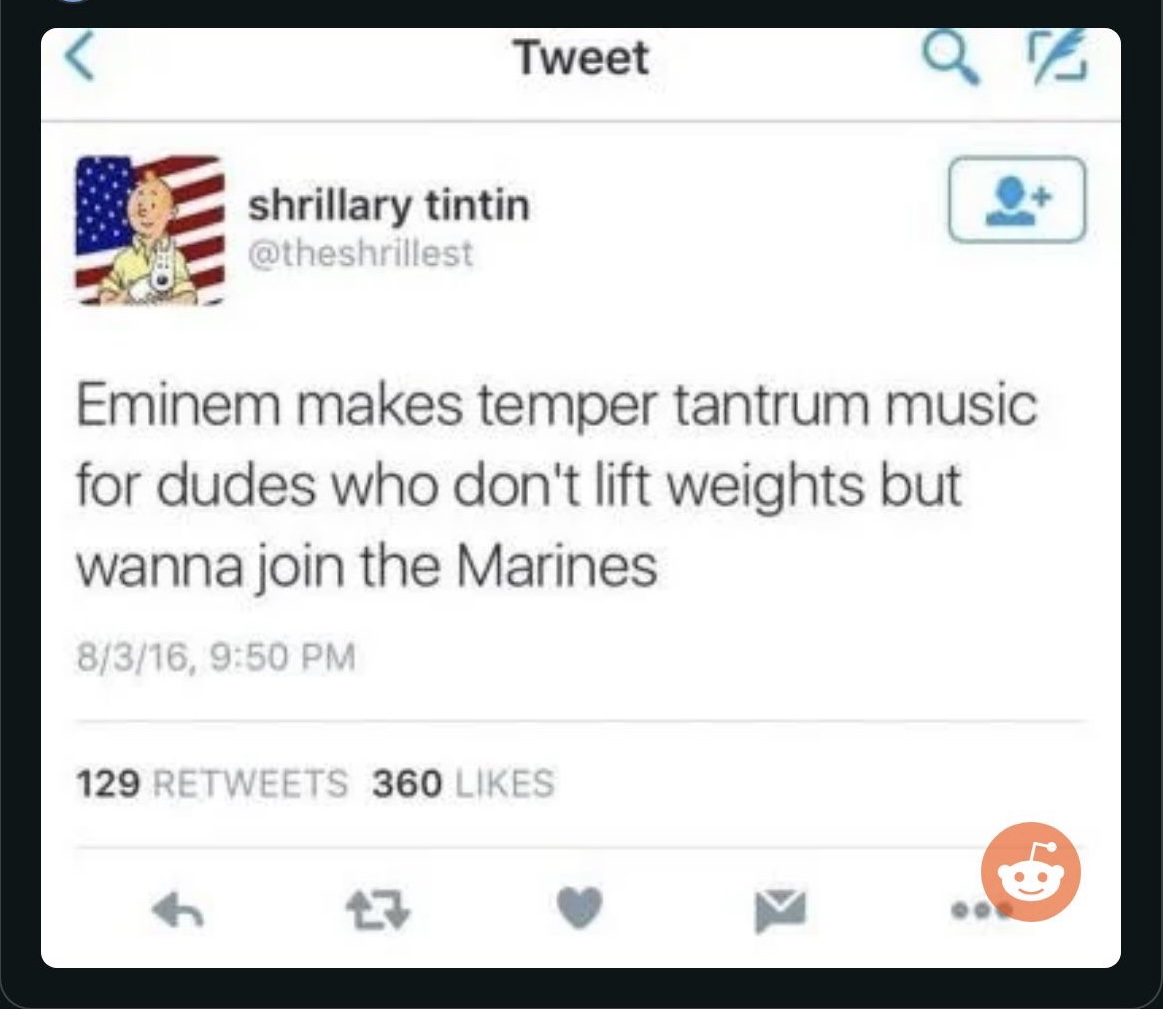 Tweet
shrillary tintin
@theshrillest
Eminem makes temper tantrum music
for dudes who don't lift weights but
wanna join the Marines
8/3/16, 9:50 PM
129 RETWEETS 360 LIKES